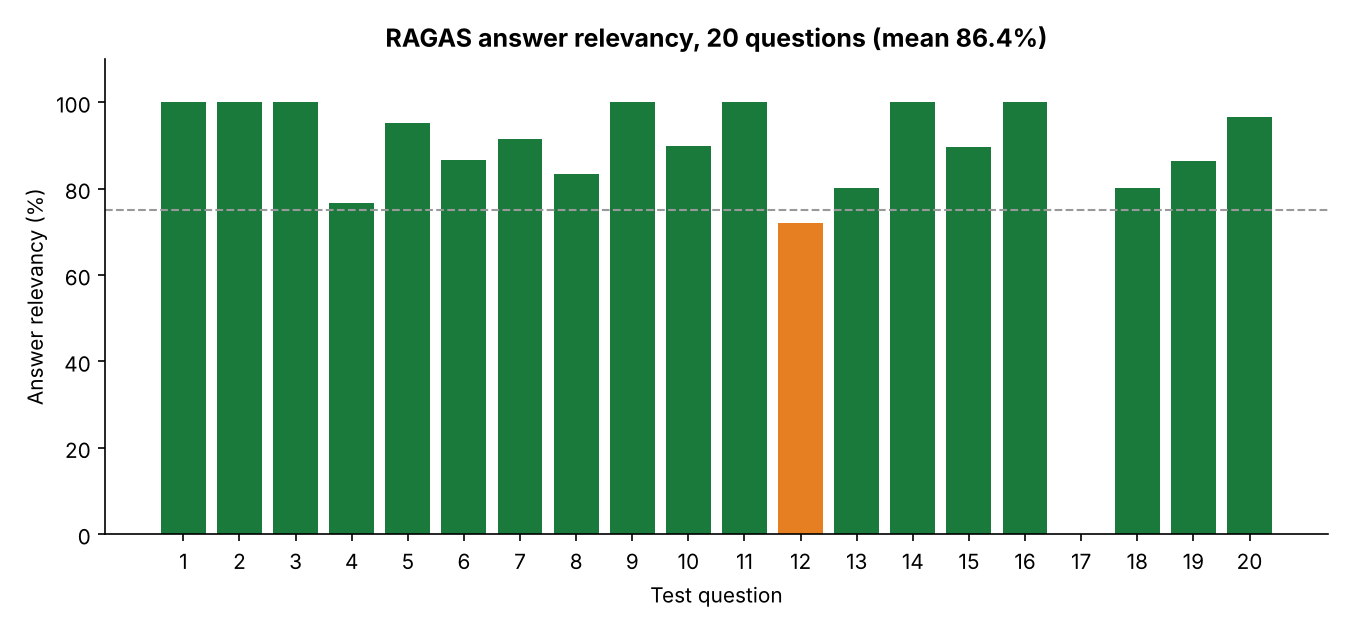 RAGAS answer relevancy, 20 questions (mean 86.4%)
Answer relevancy (%)
100
80
60
40
20
0
1 2 3 4 5 6 7 8 9 10 11 12 13 14 15 16 17 18 19 20
Test question